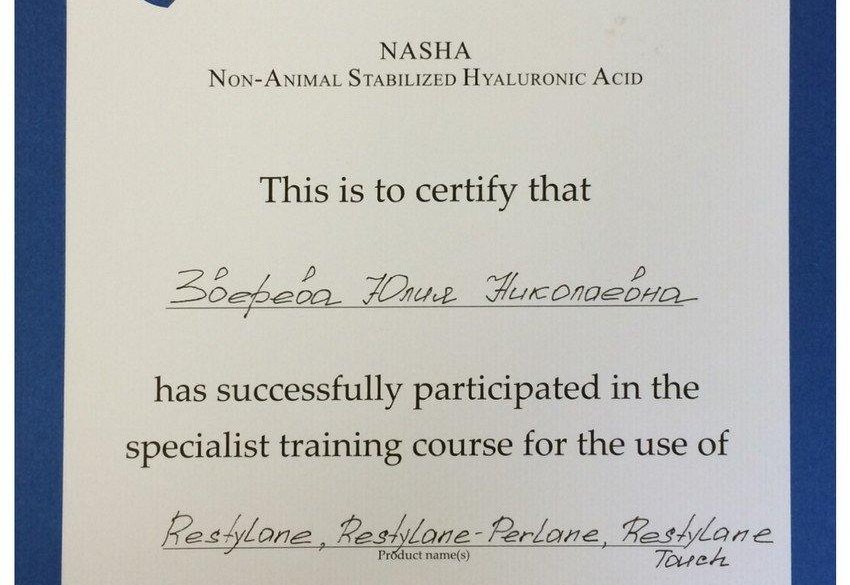 NASHA
Non-Animal Stabilized Hyaluronic Acid
This is to certify that
Зверева Юлия Николаевна
has successfully participated in the
specialist training course for the use of
Restylane, Restylane-Perlane, Restylane
Product name(s)
Touch